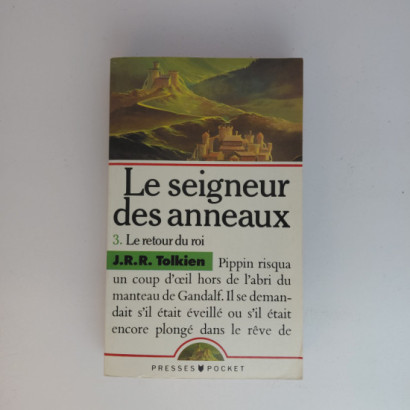 Le seigneur
des anneaux
3. Le retour du roi
J.R.R. Tolkien Pippin risqua
un coup d'œil hors de l'abri du
manteau de Gandalf. Il se deman-
dait s'il était éveillé ou s'il était
encore plongé dans le rêve de
PRESSES POCKET